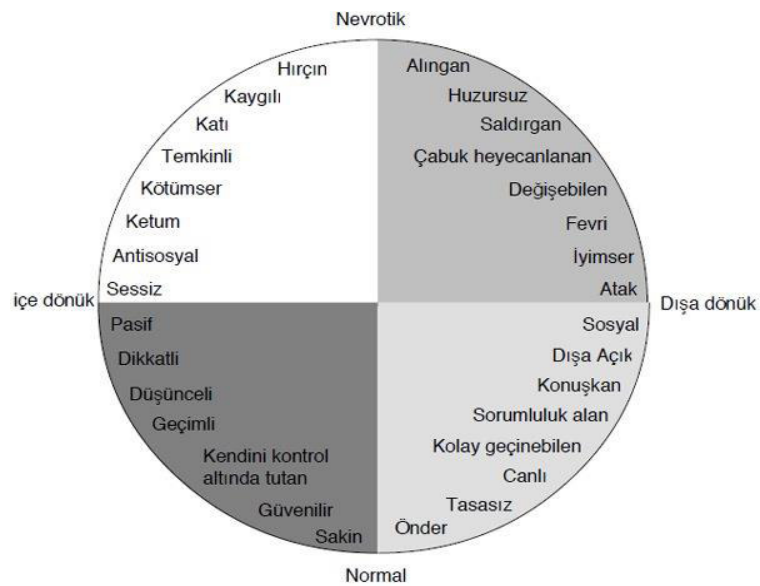 Nevrotik
Hırçın
Kaygılı
Katı
Temkinli
Kötümser
Ketum
Antisosyal
Sessiz
Alıngan
Huzursuz
Saldırgan
Çabuk heyecanlanan
Değişebilen
Fevri
İyimser
Atak
içe dönük
Dışa dönük
Pasif
Dikkatli
Düşünceli
Geçimli
Kendini kontrol
altında tutan
Güvenilir
Sakin
Sosyal
Dışa Açık
Konuşkan
Sorumluluk alan
Kolay geçinebilen
Canlı
Tasasız
Önder
Normal